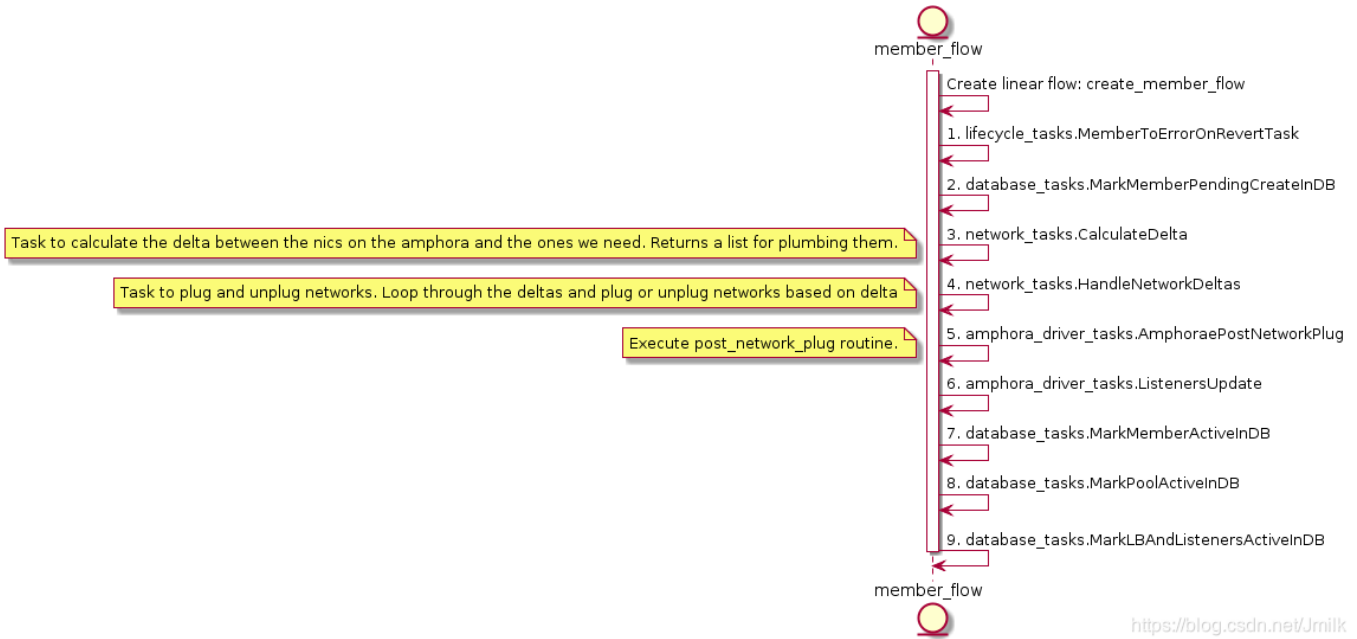 member_flow
Create linear flow: create_member_flow
1. lifecycle_tasks.MemberToErrorOnRevertTask
2. database_tasks.MarkMemberPendingCreateInDB
Task to calculate the delta between the nics on the amphora and the ones we need. Returns a list for plumbing them.
3. network_tasks.CalculateDelta
Task to plug and unplug networks. Loop through the deltas and plug or unplug networks based on delta
4. network_tasks.HandleNetworkDeltas
Execute post_network_plug routine.
5. amphora_driver_tasks.AmphoraePostNetworkPlug
6. amphora_driver_tasks.ListenersUpdate
7. database_tasks.MarkMemberActiveInDB
8. database_tasks.MarkPoolActiveInDB
9. database_tasks.MarkLBAndListenersActiveInDB
member_flow
https://blog.csdn.net/Jmilk